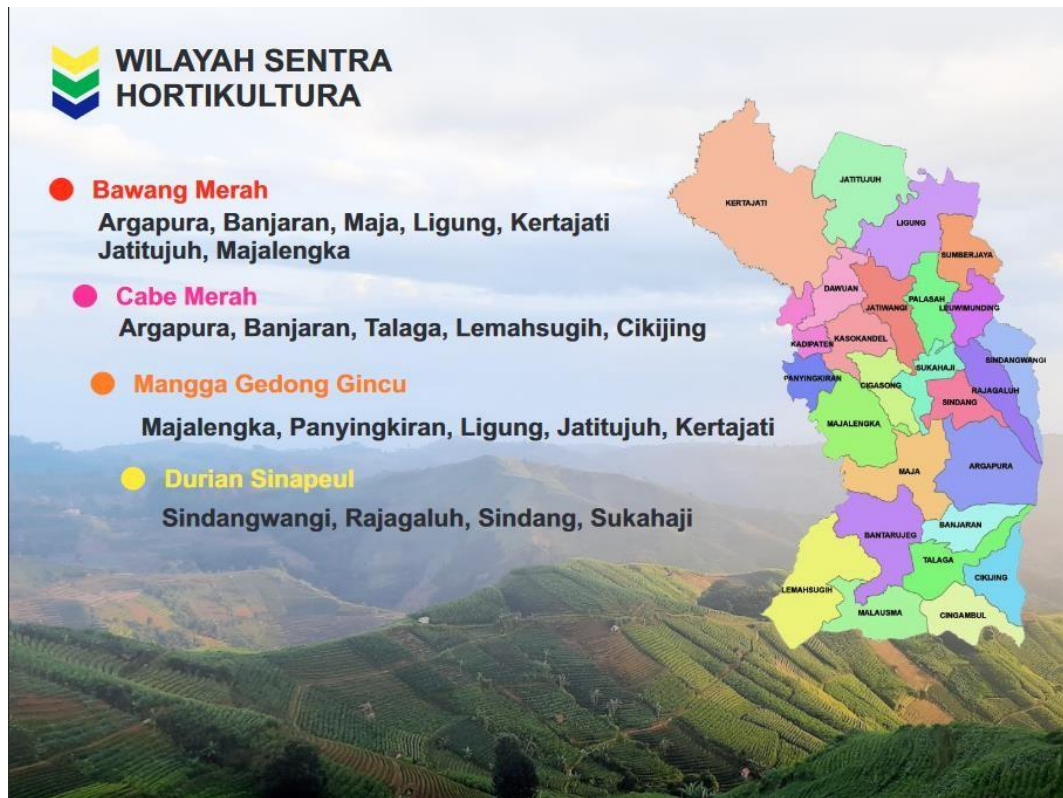 WILAYAH SENTRA
HORTIKULTURA
Bawang Merah
Argapura, Banjaran, Maja, Ligung, Kertajati
Jatitujuh, Majalengka
Cabe Merah
Argapura, Banjaran, Talaga, Lemahsugih, Cikijing
Mangga Gedong Gincu
Majalengka, Panyingkiran, Ligung, Jatitujuh, Kertajati
Durian Sinapeul
Sindangwangi, Rajagaluh, Sindang, Sukahaji
JATITUJUH
KERTAJATI
LIGUNG
SUMBERJAYA
DAWUAN
PALASAH
JATIWANGI
LEUWIMUNDING
KADIPATEN
KASOKANDEL
SINDANGWANGI
SUKAHAJI
PANYINGKIRAN
CIGASONG
RAJAGALUH
SINDANG
MAJALENGKA
MAJA
ARGAPURA
BANJARAN
BANTARUJEG
TALAGA
CIKIJING
LEMAHSUGIH
MALAUSMA
CINGAMBUL